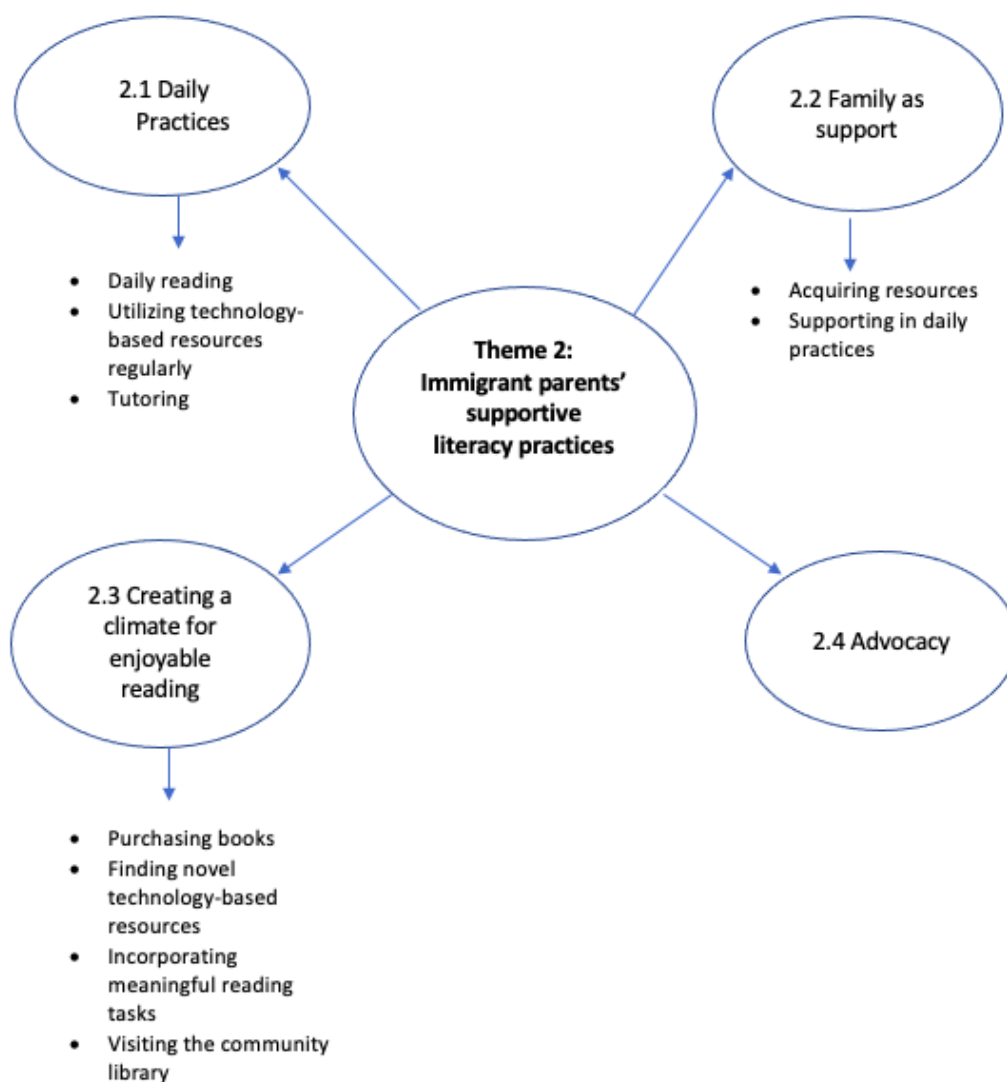 2.1 Daily
Practices
• Daily reading
• Utilizing technology-
based resources
regularly
• Tutoring
2.2 Family as
support
• Acquiring resources
• Supporting in daily
practices
Theme 2:
Immigrant parents’
supportive
literacy practices
2.3 Creating a
climate for
enjoyable
reading
• Purchasing books
• Finding novel
technology-based
resources
• Incorporating
meaningful reading
tasks
• Visiting the community
library
2.4 Advocacy